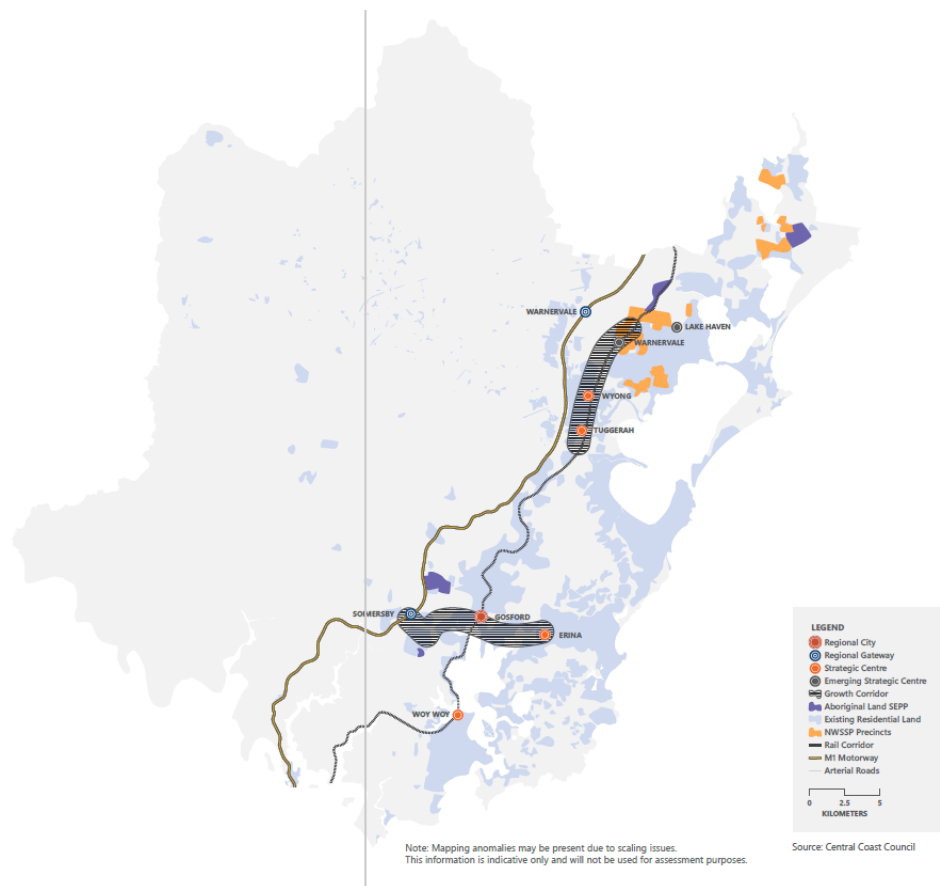 WARNERVALE
LAKE HAVEN
WARNERVALE
WYONG
TUGGERAH
SOMERSBY
GOSFORD
ERINA
WOY WOY
LEGEND
Regional City
Regional Gateway
Strategic Centre
Emerging Strategic Centre
Growth Corridor
Aboriginal Land SEPP
Existing Residential Land
NWSSP Precincts
Rail Corridor
M1 Motorway
Arterial Roads
0 2.5 5
KILOMETERS
Note: Mapping anomalies may be present due to scaling issues.
This information is indicative only and will not be used for assessment purposes.
Source: Central Coast Council